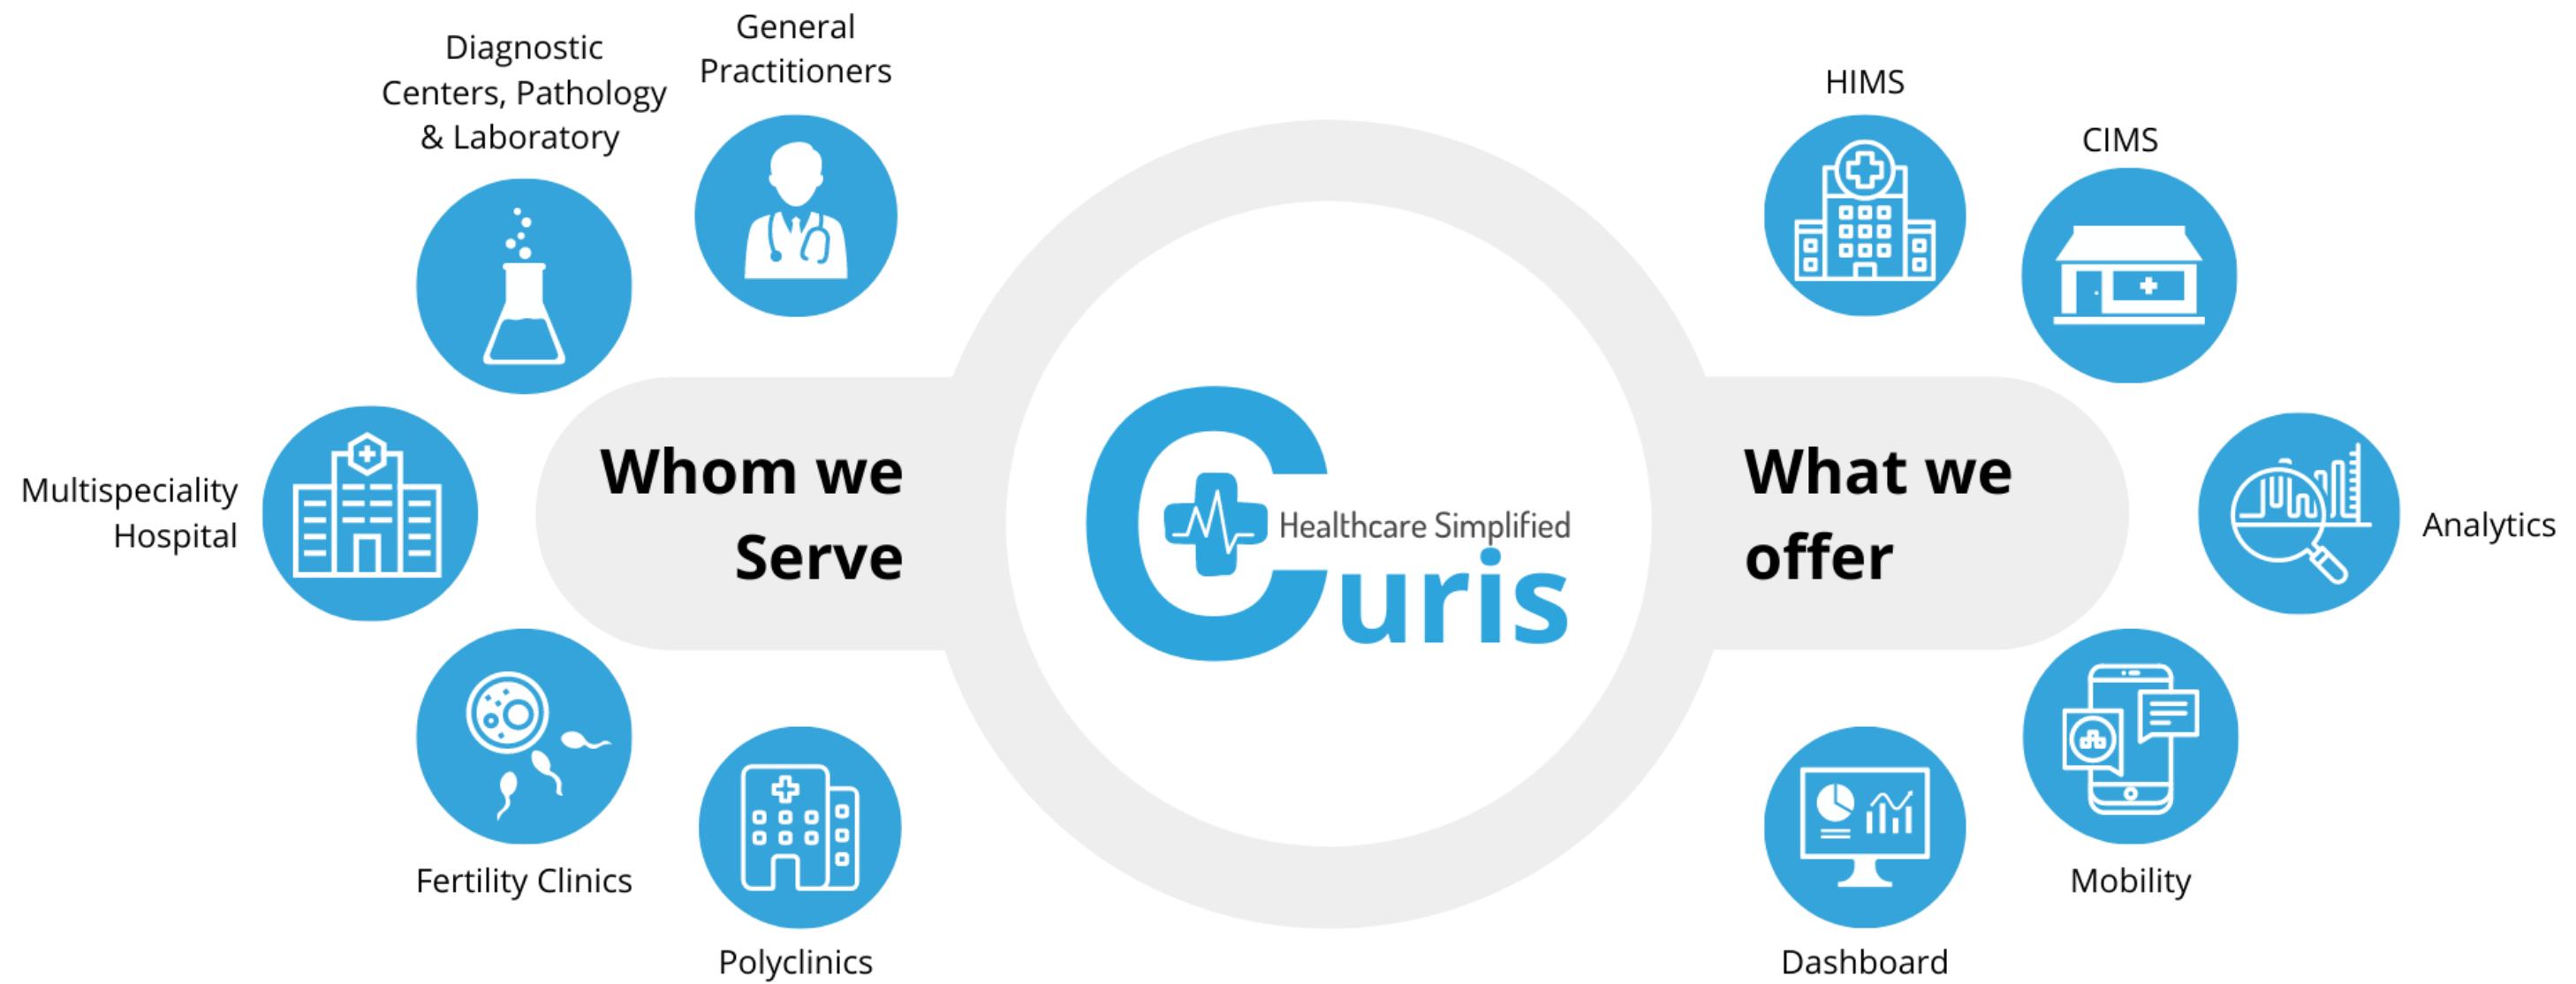 General
Practitioners
Diagnostic
Centers, Pathology
& Laboratory
Multispeciality
Hospital
Fertility Clinics
Polyclinics
Whom we
Serve
Healthcare Simplified
Curis
What we
offer
HIMS
CIMS
Analytics
Mobility
Dashboard